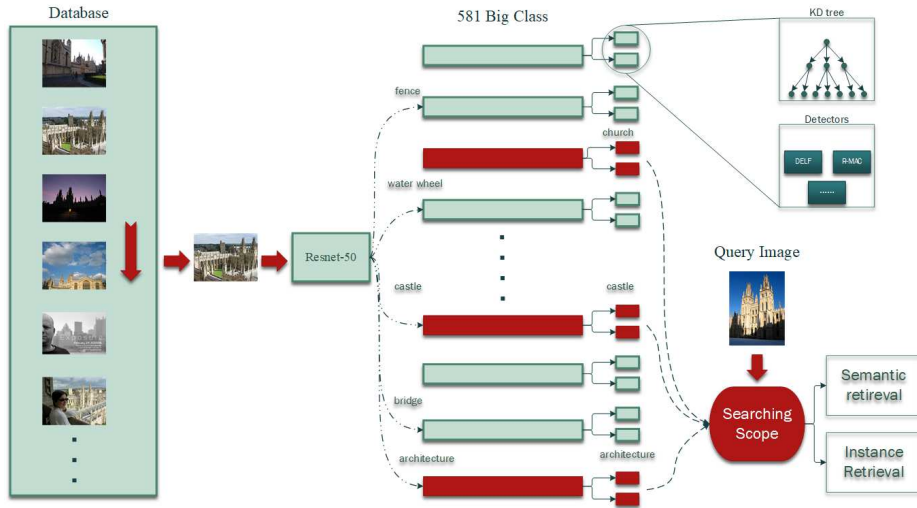 Database
581 Big Class
KD tree
fence
church
Detectors
DELF
R-MAC
......
water wheel
Resnet-50
Query Image
castle
castle
Semantic
retireval
Searching
Scope
bridge
architecture
architecture
Instance
Retrieval